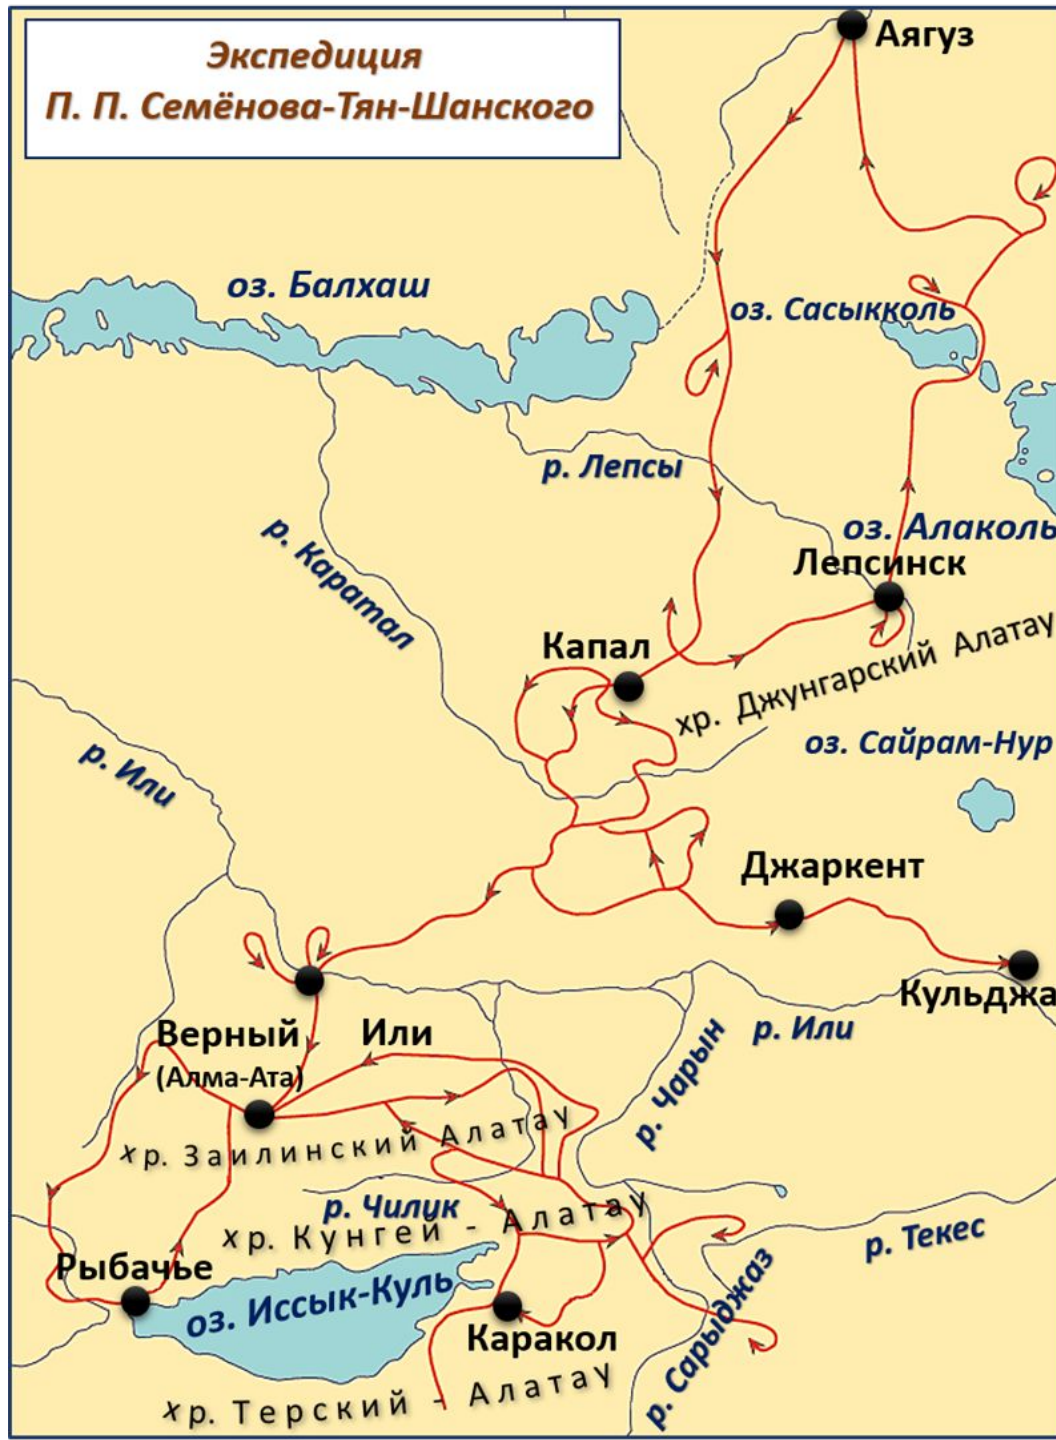 Экспедиция
П. П. Семёнова-Тян-Шанского
Аягуз
оз. Балхаш
оз. Сасыкколь
р. Лепсы
оз. Алаколь
р. Каратал
Лепсинск
Капал
хр. Джунгарский Алатау
оз. Сайрам-Нур
р. Или
Джаркент
Кульджа
р. Или
Верный
(Алма-Ата)
Или
р. Чарын
хр. Заилинский Алатау
р. Чилик
хр. Кунгей - Алатау
р. Текес
Рыбачье
оз. Иссык-Куль
Каракол
р. Сарыджаз
хр. Терский - Алатау